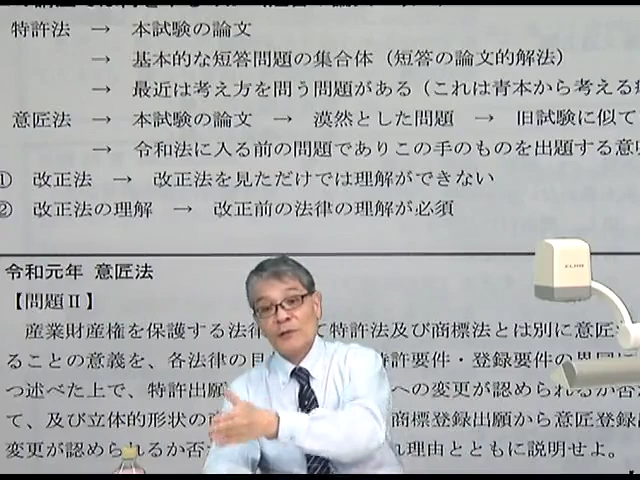 特許法 → 本試験の論文
→ 基本的な短答問題の集合体(短答の論文的解法)
→ 最近は考え方を問う問題がある(これは青本から考える
意匠法 → 本試験の論文 → 漠然とした問題 → 旧試験に似て
→ 令和法に入る前の問題でありこの手のものを出題する意
① 改正法 → 改正法を見ただけでは理解ができない
② 改正法の理解 → 改正前の法律の理解が必須
令和元年 意匠法
【問題Ⅱ】
産業財産権を保護する法律 て特許法及び商標法とは別に意匠
ることの意義を、各法律の目 許要件・登録要件の異同に
つ述べた上で、特許出願 への変更が認められるか否
て、及び立体的形状の商 商標登録出願から意匠登録
変更が認められるか否 れ理由とともに説明せよ。